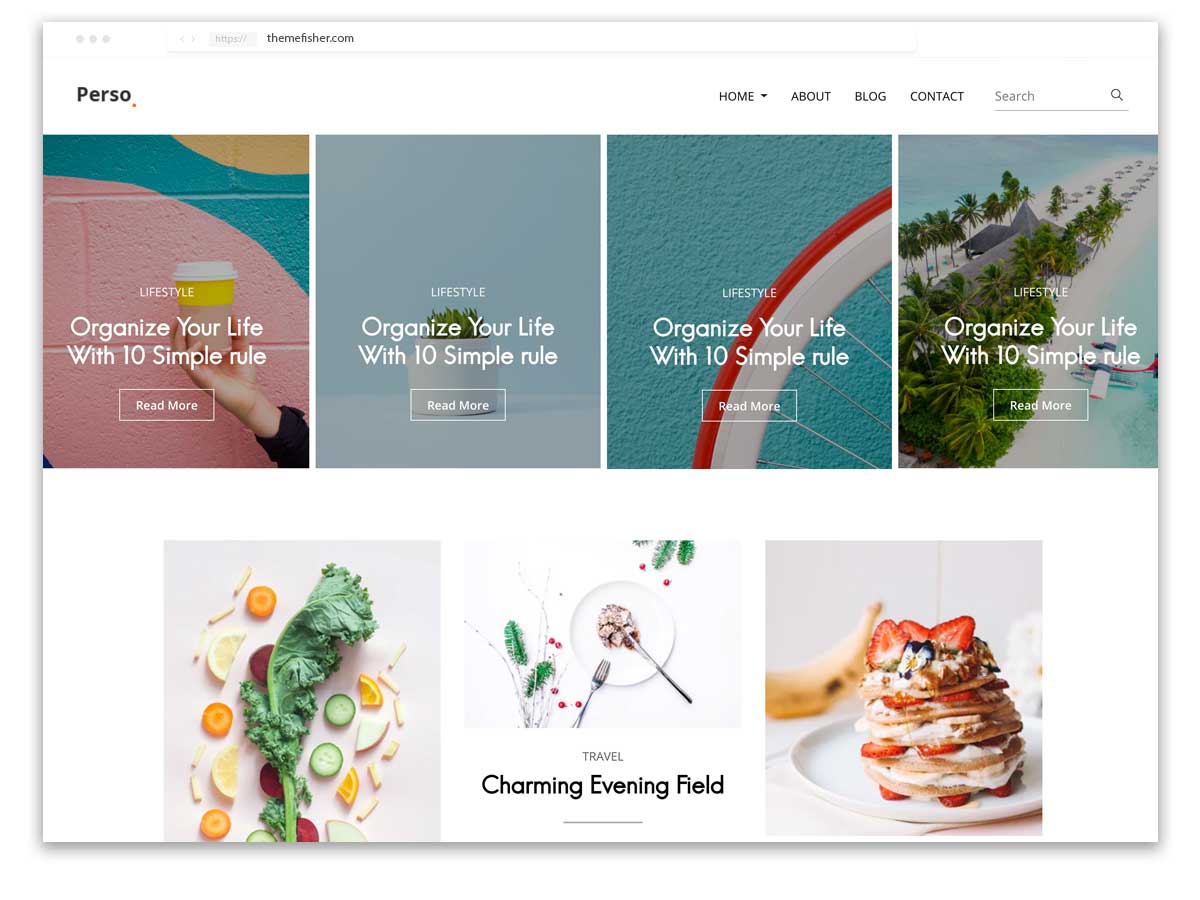 https://
themefisher.com
Perso.
HOME
ABOUT
BLOG
CONTACT
Search
LIFESTYLE
Organize Your Life
With 10 Simple rule
Read More
LIFESTYLE
Organize Your Life
With 10 Simple rule
Read More
LIFESTYLE
Organize Your Life
With 10 Simple rule
Read More
LIFESTYLE
Organize Your Life
With 10 Simple rule
Read More
TRAVEL
Charming Evening Field